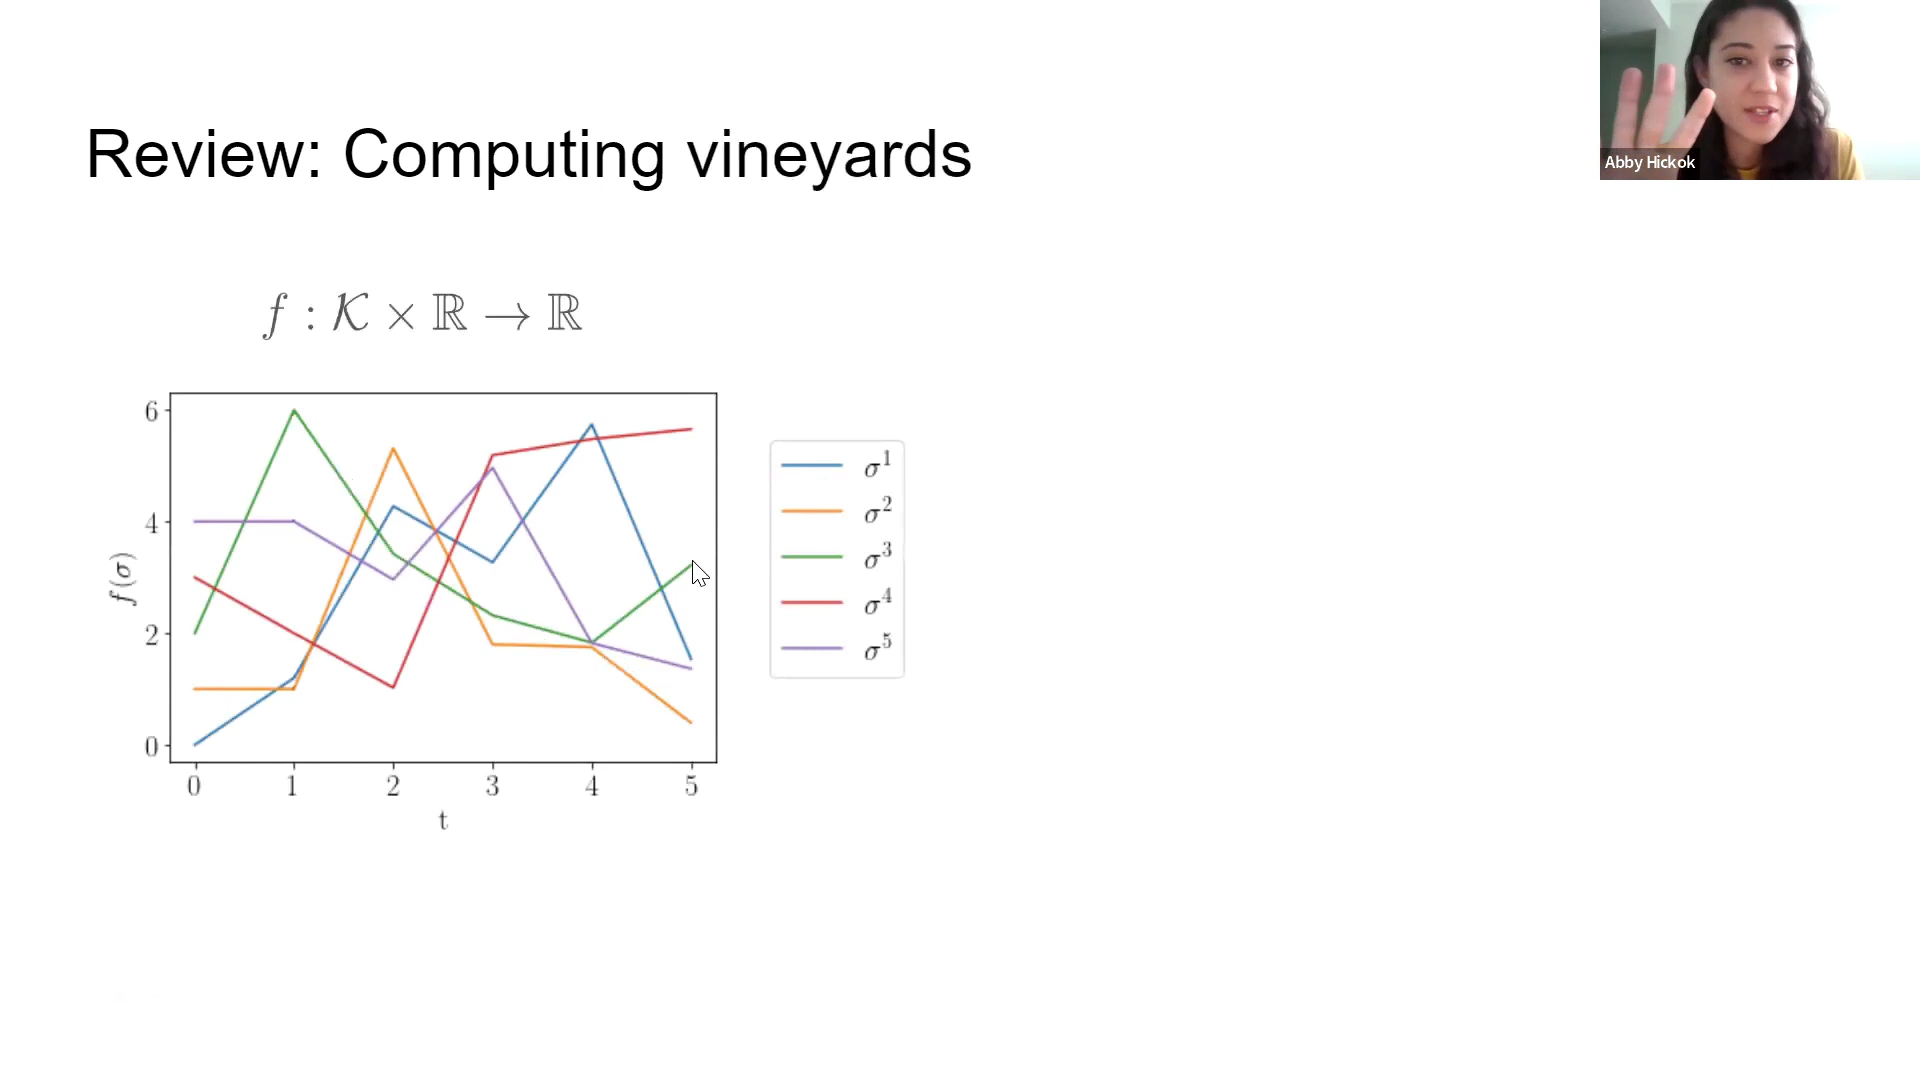 Abby Hickok
Review: Computing vineyards
f : 𝒦 × ℝ → ℝ
6
4
2
0
f(σ)
0 1 2 3 4 5
t
σ¹
σ²
σ³
σ⁴
σ⁵